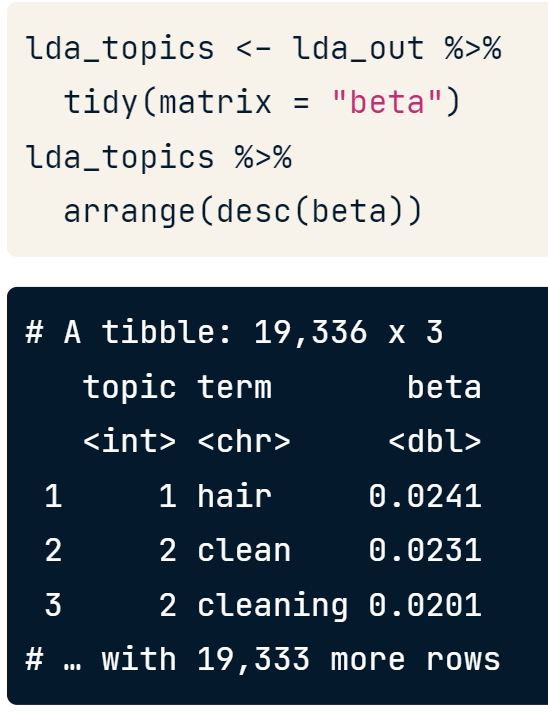 lda_topics <- lda_out %>%
  tidy(matrix = "beta")
lda_topics %>%
  arrange(desc(beta))
# A tibble: 19,336 x 3
   topic term       beta
   <int> <chr>     <dbl>
 1     1 hair     0.0241
 2     2 clean    0.0231
 3     2 cleaning 0.0201
# … with 19,333 more rows